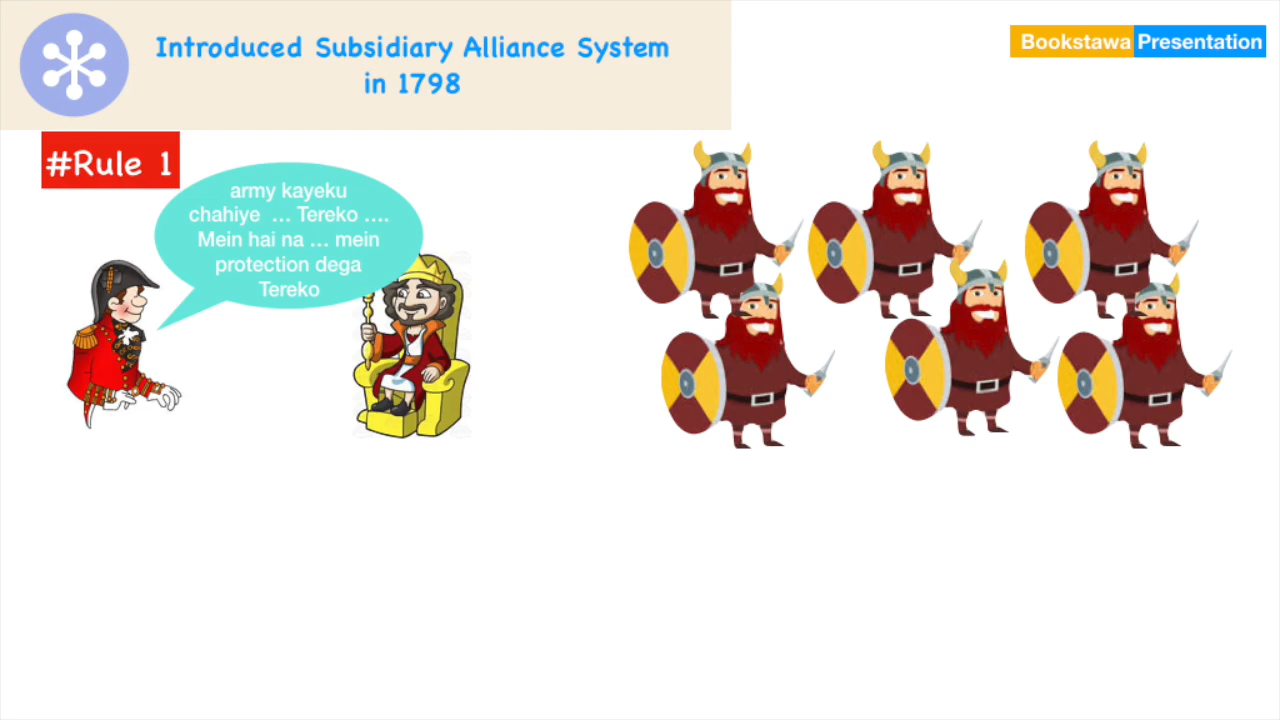 Introduced Subsidiary Alliance System
in 1798
Bookstawa Presentation
#Rule 1
army kayeku
chahiye ... Tereko ....
Mein hai na ... mein
protection dega
Tereko